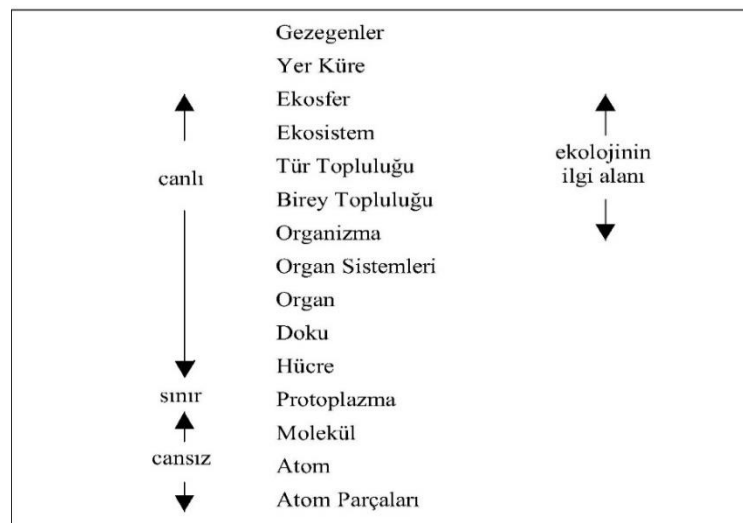 Gezegenler
Yer Küre
Ekosfer
Ekosistem
Tür Topluluğu
Birey Topluluğu
Organizma
Organ Sistemleri
Organ
Doku
Hücre
Protoplazma
Molekül
Atom
Atom Parçaları
canlı
sınır
cansız
ekolojinin
ilgi alanı